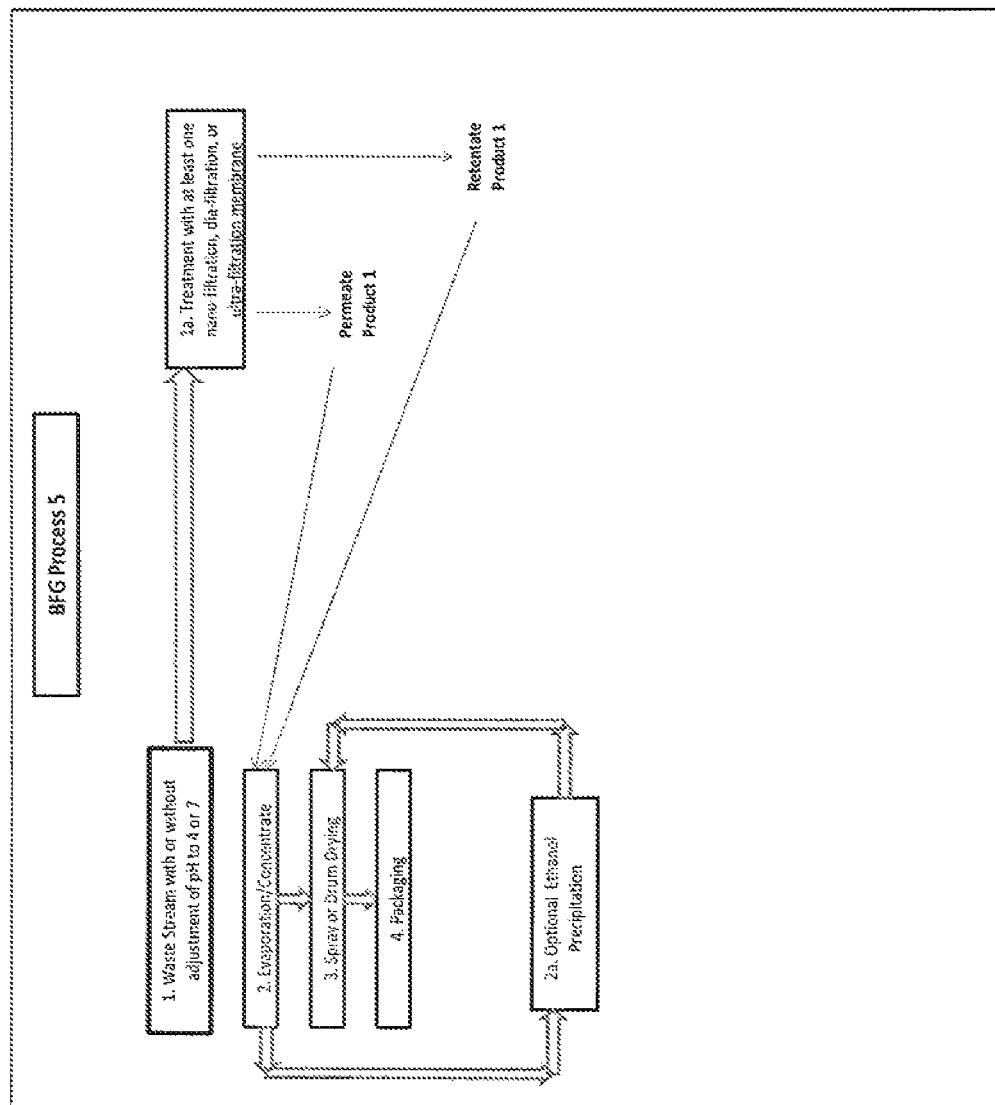 BFG Process 5
1. Waste Stream with or without
adjustment of pH to 4 or 7
1a. Treatment with at least one
nano-filtration, dia-filtration, or
ultra-filtration membrane
2. Evaporation/Concentrate
Permeate
Product 1
3. Spray or Drum Drying
4. Packaging
Retentate
Product 1
2a. Optional Ethanol
Precipitation